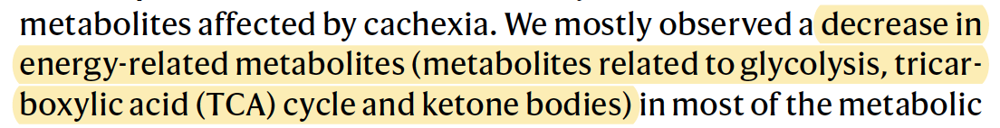 metabolites affected by cachexia. We mostly observed a decrease in
energy-related metabolites (metabolites related to glycolysis, tricar-
boxylic acid (TCA) cycle and ketone bodies) in most of the metabolic